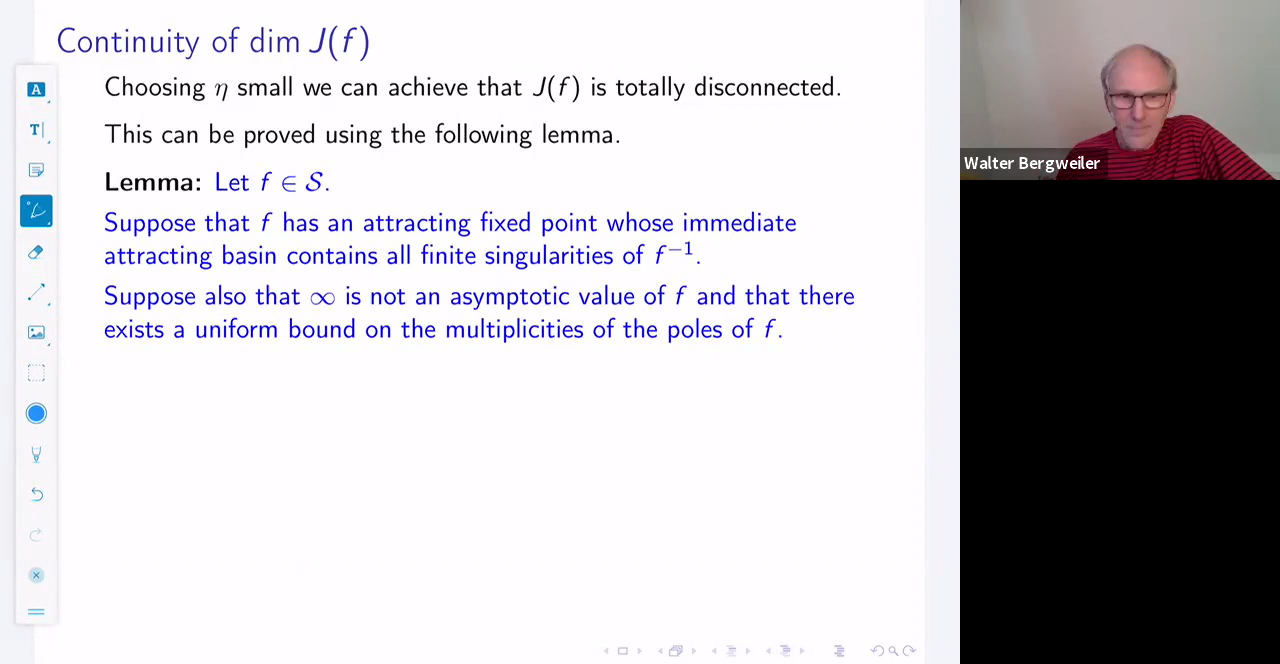 Continuity of dim J(f)
Choosing η small we can achieve that J(f) is totally disconnected.
This can be proved using the following lemma.
Lemma: Let f ∈ 𝒮.
Suppose that f has an attracting fixed point whose immediate
attracting basin contains all finite singularities of f⁻¹.
Suppose also that ∞ is not an asymptotic value of f and that there
exists a uniform bound on the multiplicities of the poles of f.
A
T
Walter Bergweiler